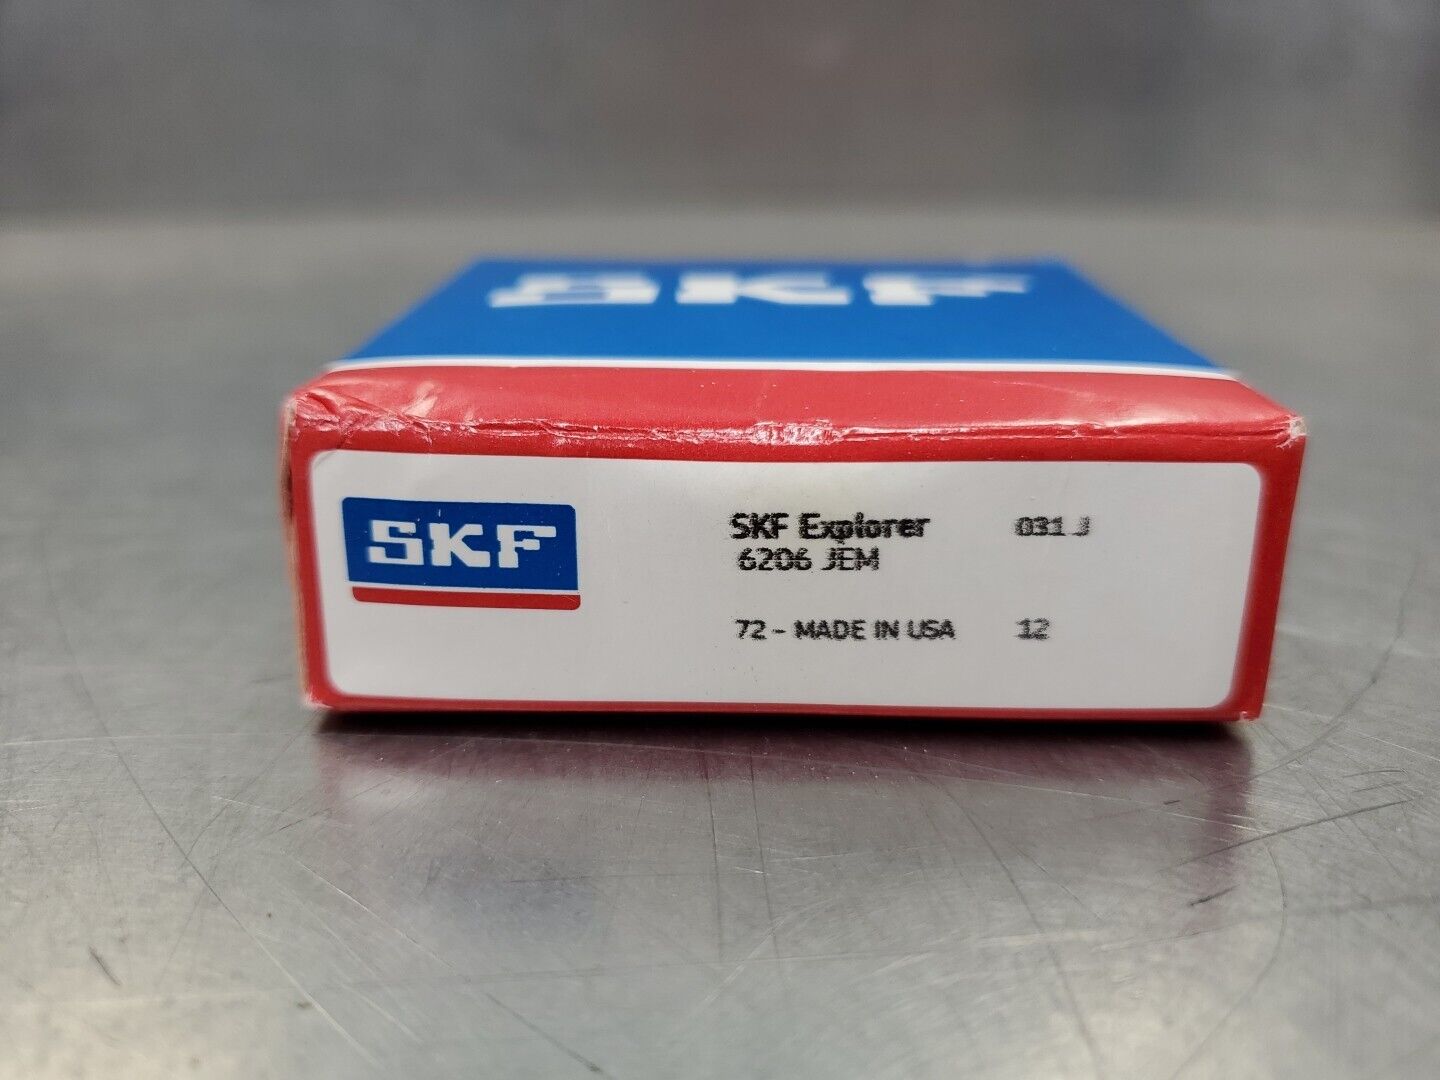 SKF
SKF
SKF Explorer 031 J
6206 JEM
72 - MADE IN USA 12